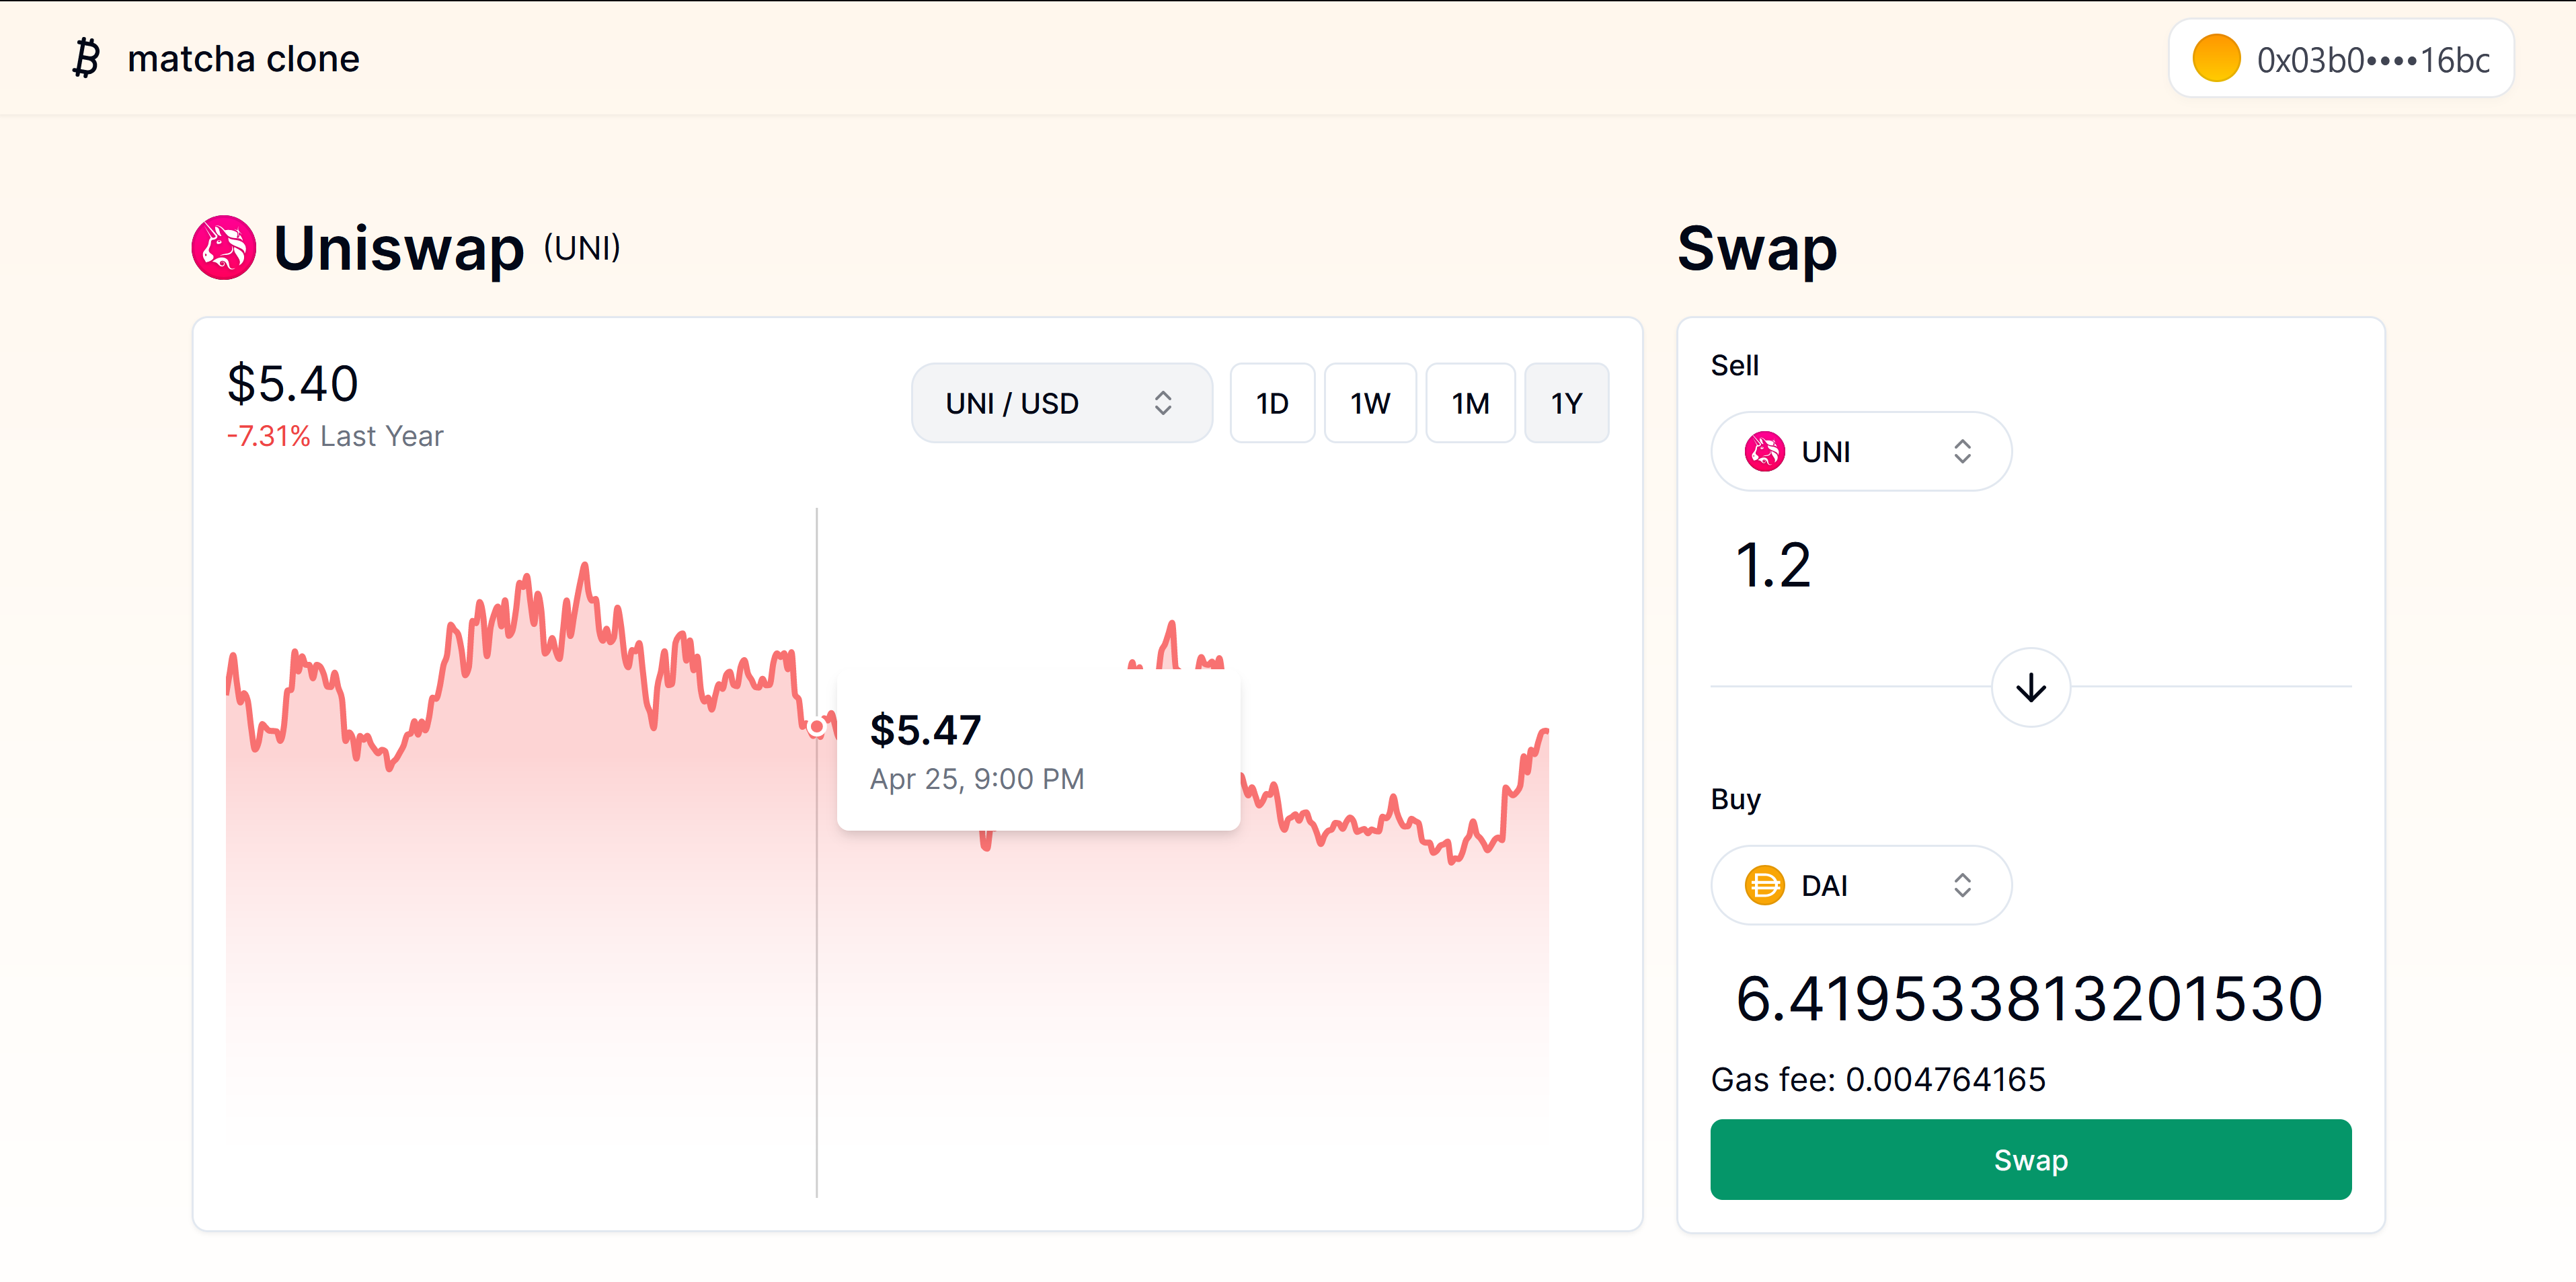 matcha clone
0x03b0••••16bc
Uniswap (UNI)
$5.40
-7.31% Last Year
UNI / USD
1D
1W
1M
1Y
$5.47
Apr 25, 9:00 PM
Swap
Sell
UNI
1.2
Buy
DAI
6.419533813201530
Gas fee: 0.004764165
Swap